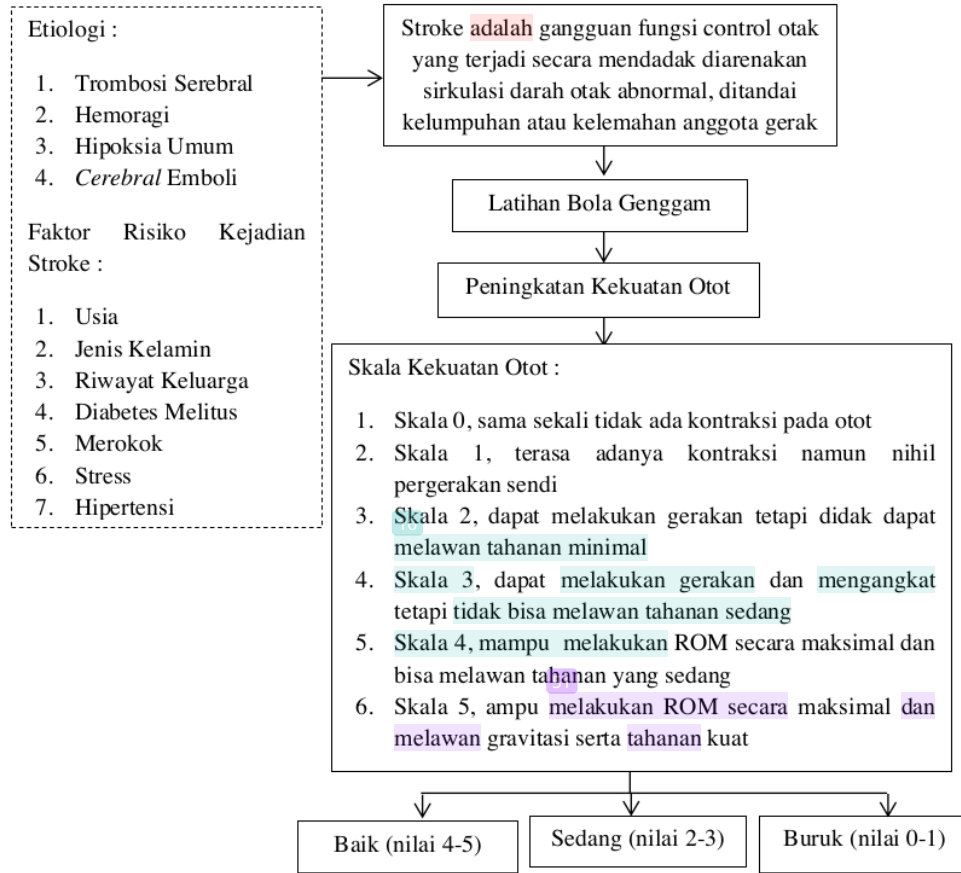 Etiologi :
1. Trombosi Serebral
2. Hemoragi
3. Hipoksia Umum
4. Cerebral Emboli
Faktor Risiko Kejadian
Stroke :
1. Usia
2. Jenis Kelamin
3. Riwayat Keluarga
4. Diabetes Melitus
5. Merokok
6. Stress
7. Hipertensi
Stroke adalah gangguan fungsi control otak
yang terjadi secara mendadak diarenakan
sirkulasi darah otak abnormal, ditandai
kelumpuhan atau kelemahan anggota gerak
Latihan Bola Genggam
Peningkatan Kekuatan Otot
Skala Kekuatan Otot :
1. Skala 0, sama sekali tidak ada kontraksi pada otot
2. Skala 1, terasa adanya kontraksi namun nihil
pergerakan sendi
3. Skala 2, dapat melakukan gerakan tetapi didak dapat
melawan tahanan minimal
4. Skala 3, dapat melakukan gerakan dan mengangkat
tetapi tidak bisa melawan tahanan sedang
5. Skala 4, mampu melakukan ROM secara maksimal dan
bisa melawan tahanan yang sedang
6. Skala 5, ampu melakukan ROM secara maksimal dan
melawan gravitasi serta tahanan kuat
Baik (nilai 4-5)
Sedang (nilai 2-3)
Buruk (nilai 0-1)